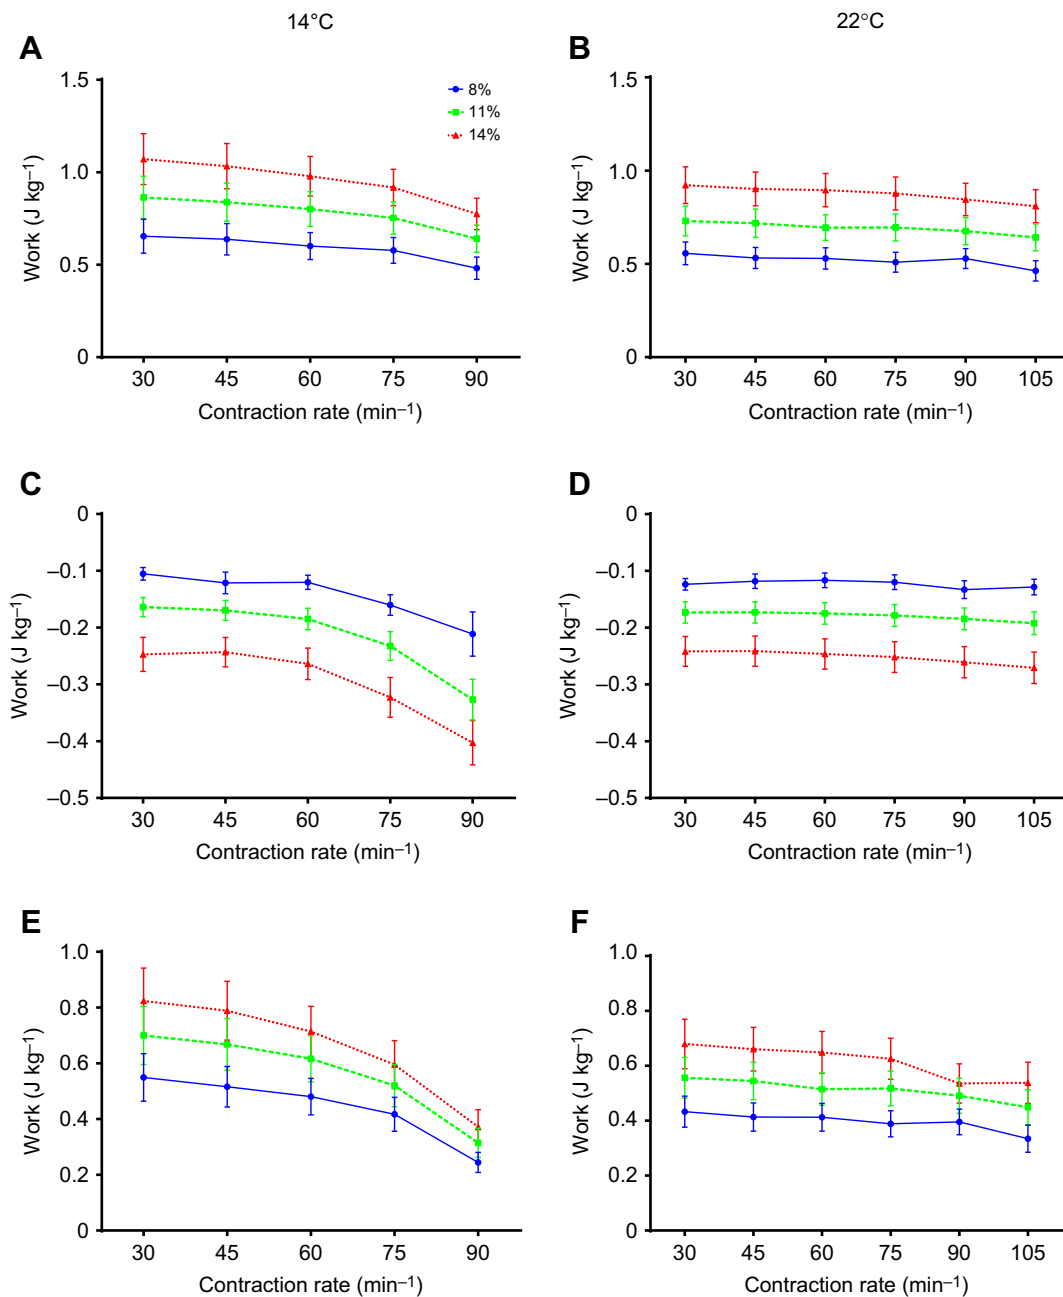 14°C
22°C
A
B
1.5
1.0
0.5
0
Work (J kg–1)
8%
11%
14%
30 45 60 75 90
Contraction rate (min–1)
1.5
1.0
0.5
0
Work (J kg–1)
30 45 60 75 90 105
Contraction rate (min–1)
C
D
0
–0.1
–0.2
–0.3
–0.4
–0.5
Work (J kg–1)
30 45 60 75 90
Contraction rate (min–1)
0
–0.1
–0.2
–0.3
–0.4
–0.5
Work (J kg–1)
30 45 60 75 90 105
Contraction rate (min–1)
E
F
1.0
0.8
0.6
0.4
0.2
0
Work (J kg–1)
30 45 60 75 90
Contraction rate (min–1)
1.0
0.8
0.6
0.4
0.2
0
Work (J kg–1)
30 45 60 75 90 105
Contraction rate (min–1)